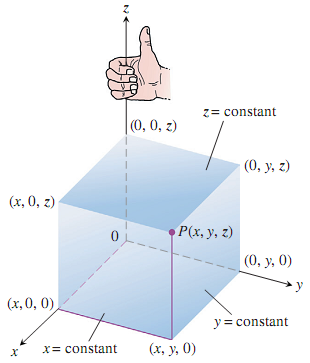 z
(0, 0, z)
z = constant
(0, y, z)
(x, 0, z)
P(x, y, z)
0
(0, y, 0)
y
(x, 0, 0)
y = constant
x
x = constant
(x, y, 0)